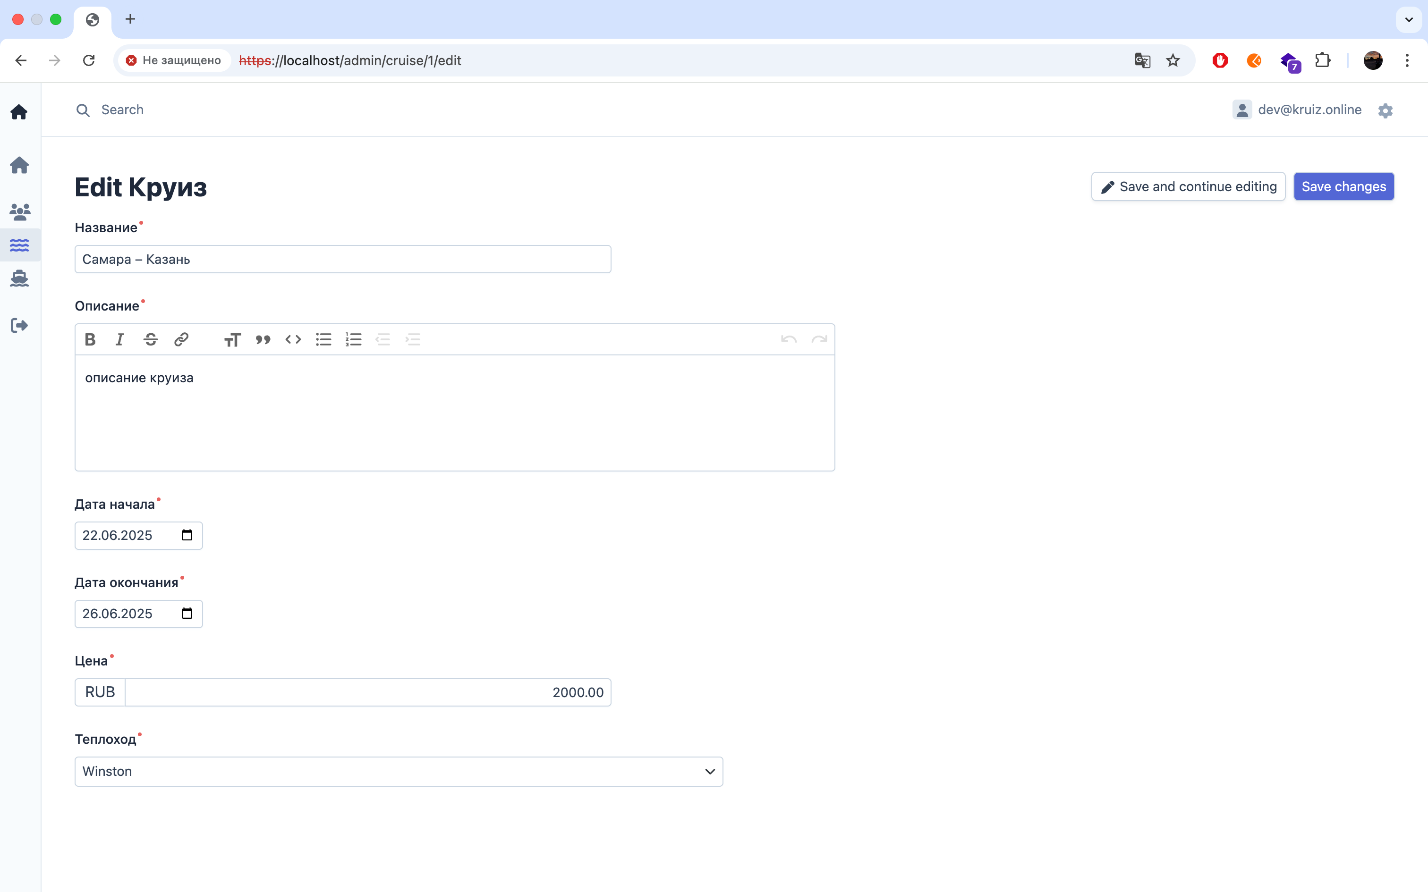 Не защищено https://localhost/admin/cruise/1/edit
7
Search
dev@kruiz.online
Edit Круиз
Save and continue editing
Save changes
Название*
Самара – Казань
Описание*
описание круиза
Дата начала*
22.06.2025
Дата окончания*
26.06.2025
Цена*
RUB 2000.00
Теплоход*
Winston